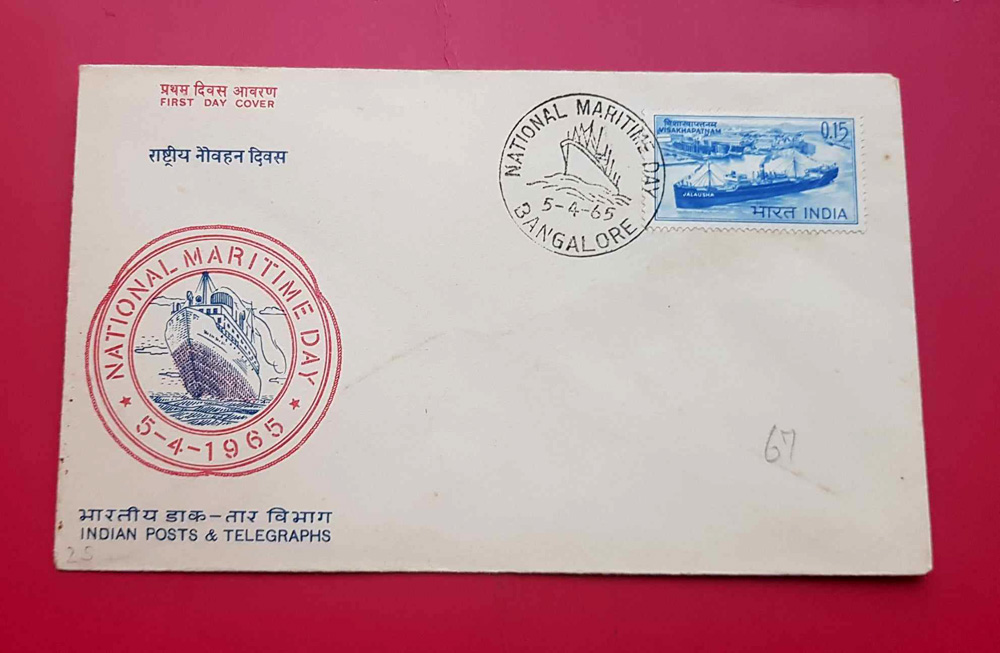 प्रथम दिवस आवरण
FIRST DAY COVER
राष्ट्रीय नौवहन दिवस
NATIONAL MARITIME DAY
5-4-65
BANGALORE
विशाखापत्तनम
VISAKHAPATNAM
0.15
JALAUSHA
भारत INDIA
NATIONAL MARITIME DAY
★ 5-4-1965 ★
67
भारतीय डाक-तार विभाग
INDIAN POSTS & TELEGRAPHS
25